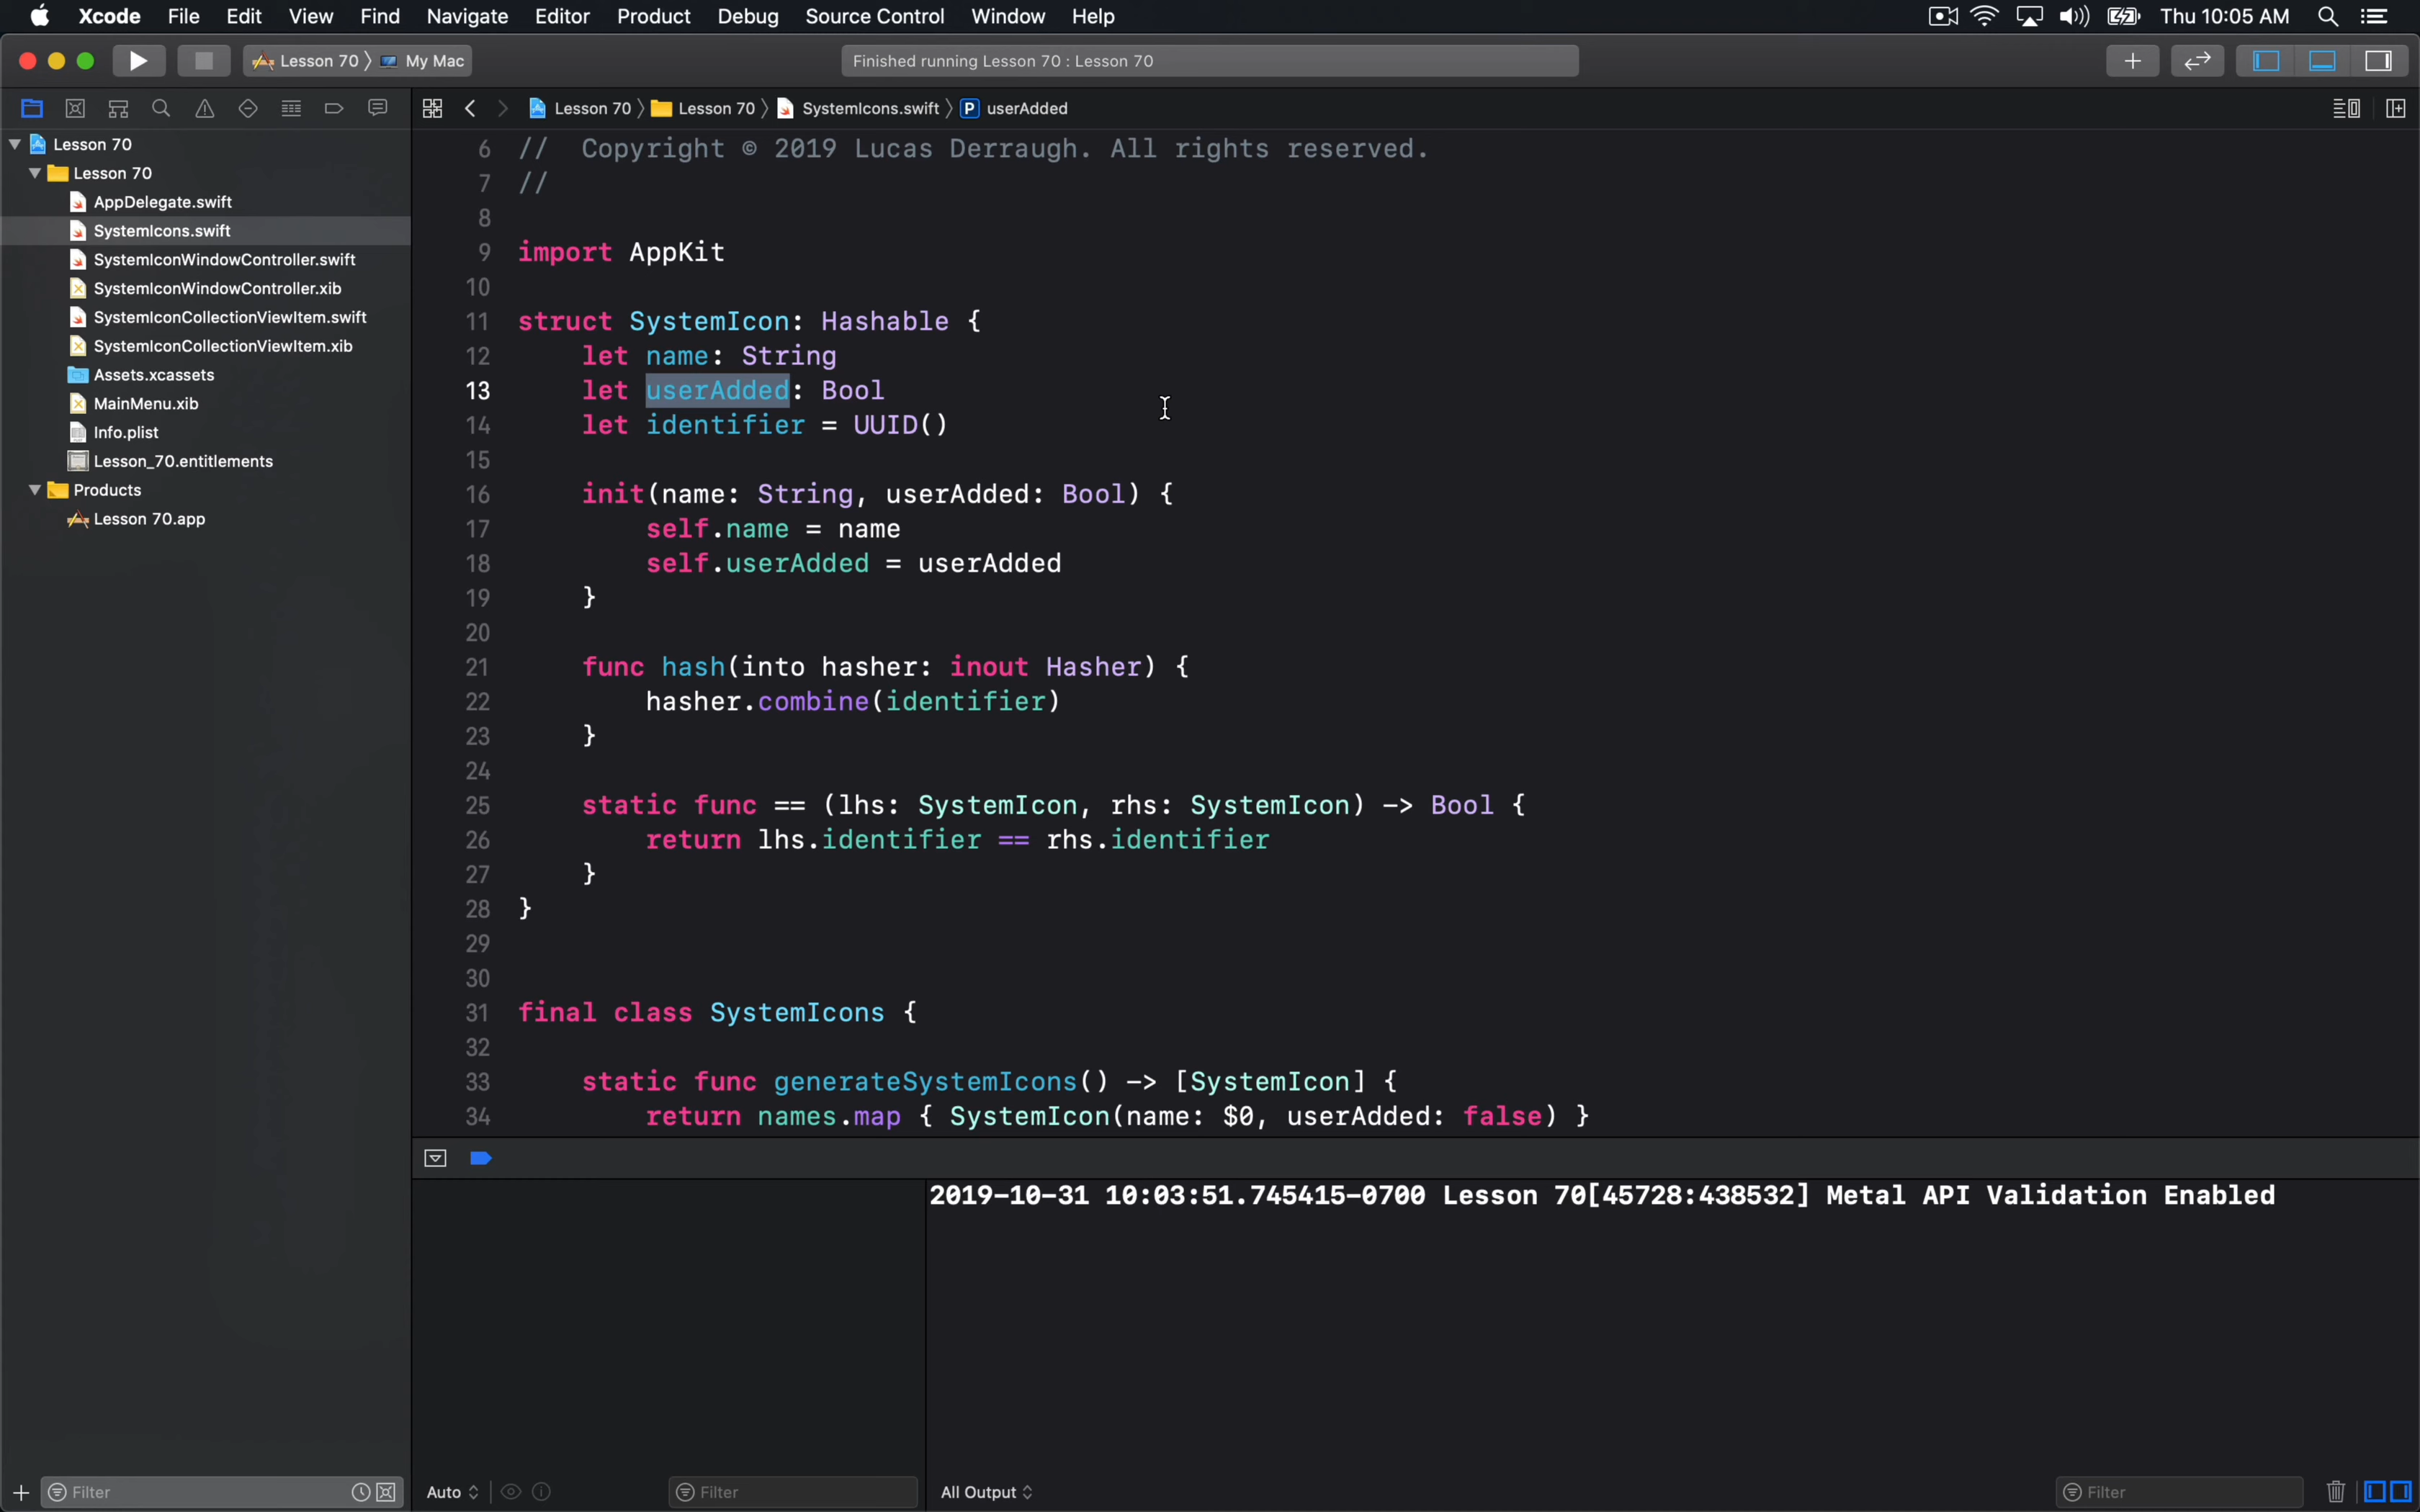 Xcode File Edit View Find Navigate Editor Product Debug Source Control Window Help Thu 10:05 AM
Lesson 70 My Mac Finished running Lesson 70 : Lesson 70
Lesson 70 Lesson 70 SystemIcons.swift P userAdded
Lesson 70
Lesson 70
AppDelegate.swift
SystemIcons.swift
SystemIconWindowController.swift
SystemIconWindowController.xib
SystemIconCollectionViewItem.swift
SystemIconCollectionViewItem.xib
Assets.xcassets
MainMenu.xib
Info.plist
Lesson_70.entitlements
Products
Lesson 70.app
6 //  Copyright © 2019 Lucas Derraugh. All rights reserved.
7 //
8
9 import AppKit
10
11 struct SystemIcon: Hashable {
12     let name: String
13     let userAdded: Bool
14     let identifier = UUID()
15
16     init(name: String, userAdded: Bool) {
17         self.name = name
18         self.userAdded = userAdded
19     }
20
21     func hash(into hasher: inout Hasher) {
22         hasher.combine(identifier)
23     }
24
25     static func == (lhs: SystemIcon, rhs: SystemIcon) -> Bool {
26         return lhs.identifier == rhs.identifier
27     }
28 }
29
30
31 final class SystemIcons {
32
33     static func generateSystemIcons() -> [SystemIcon] {
34         return names.map { SystemIcon(name: $0, userAdded: false) }
2019-10-31 10:03:51.745415-0700 Lesson 70[45728:438532] Metal API Validation Enabled
Filter Auto Filter All Output Filter